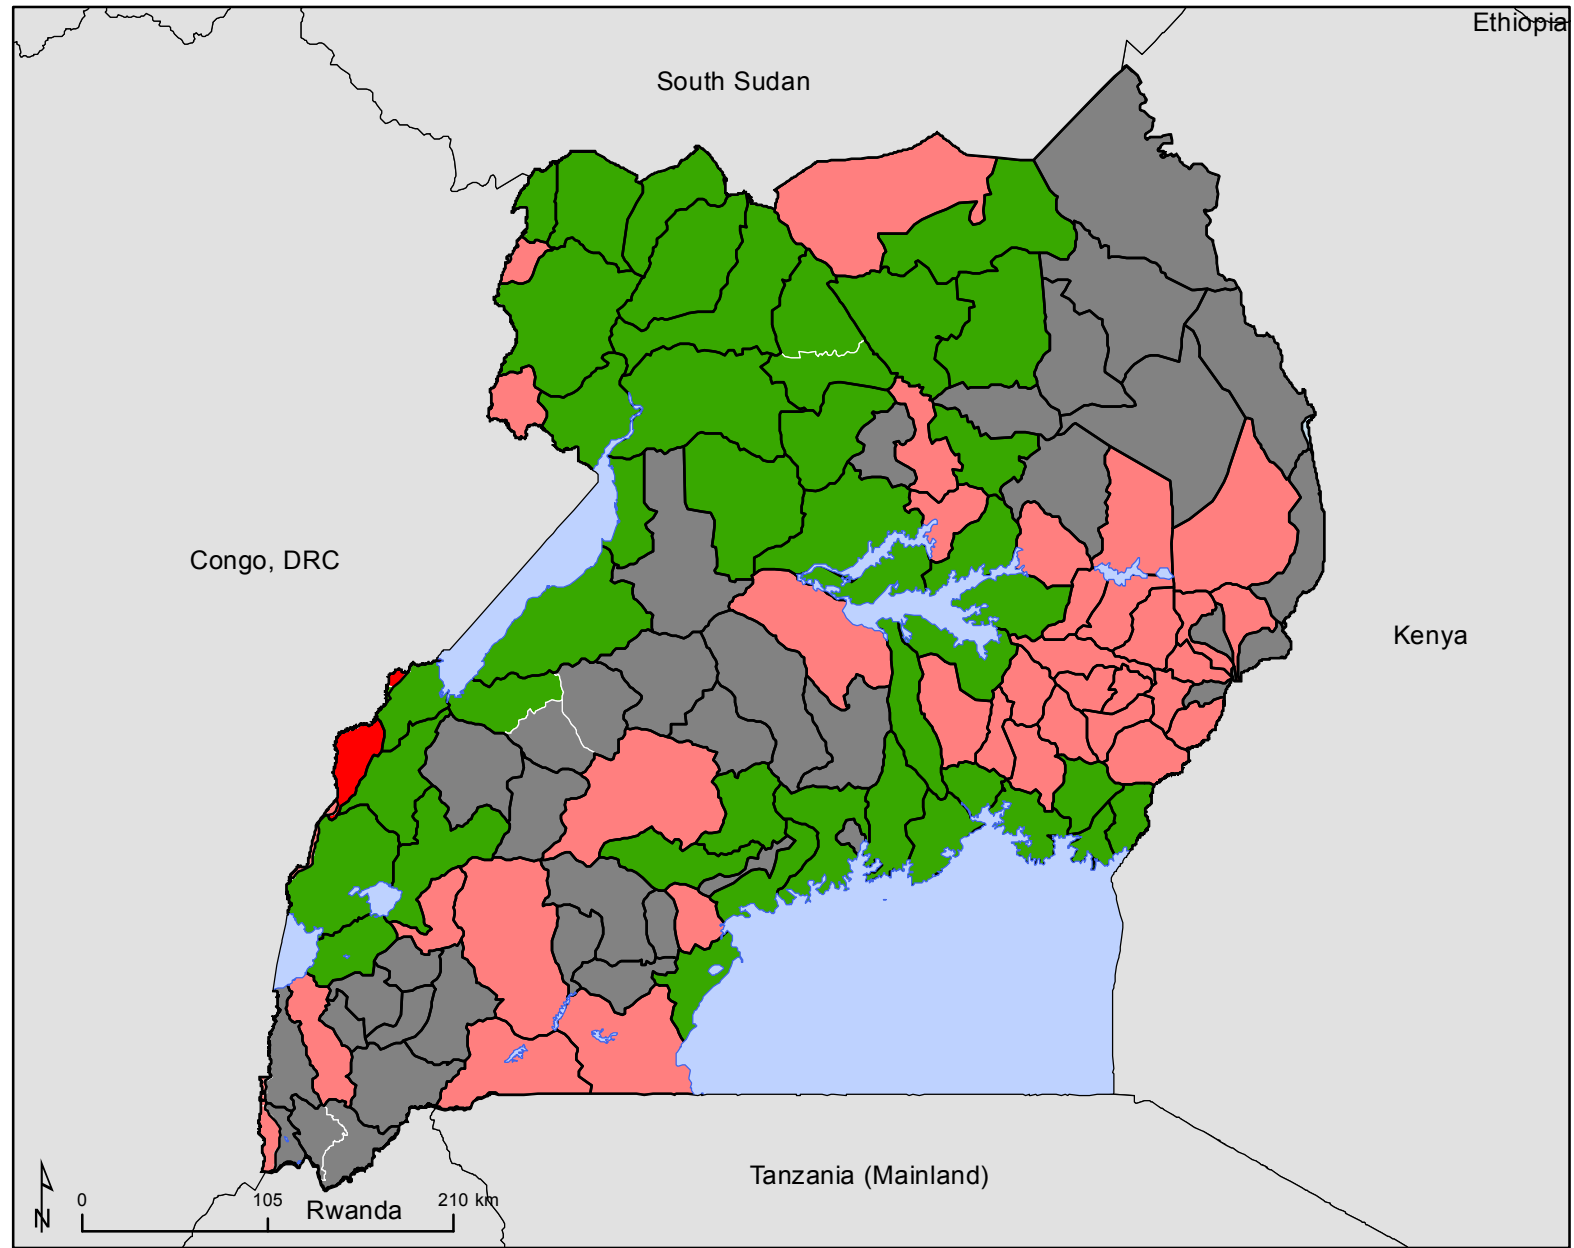 Ethiopia
South Sudan
Congo, DRC
Kenya
Tanzania (Mainland)
0 105 210 km
Rwanda
N